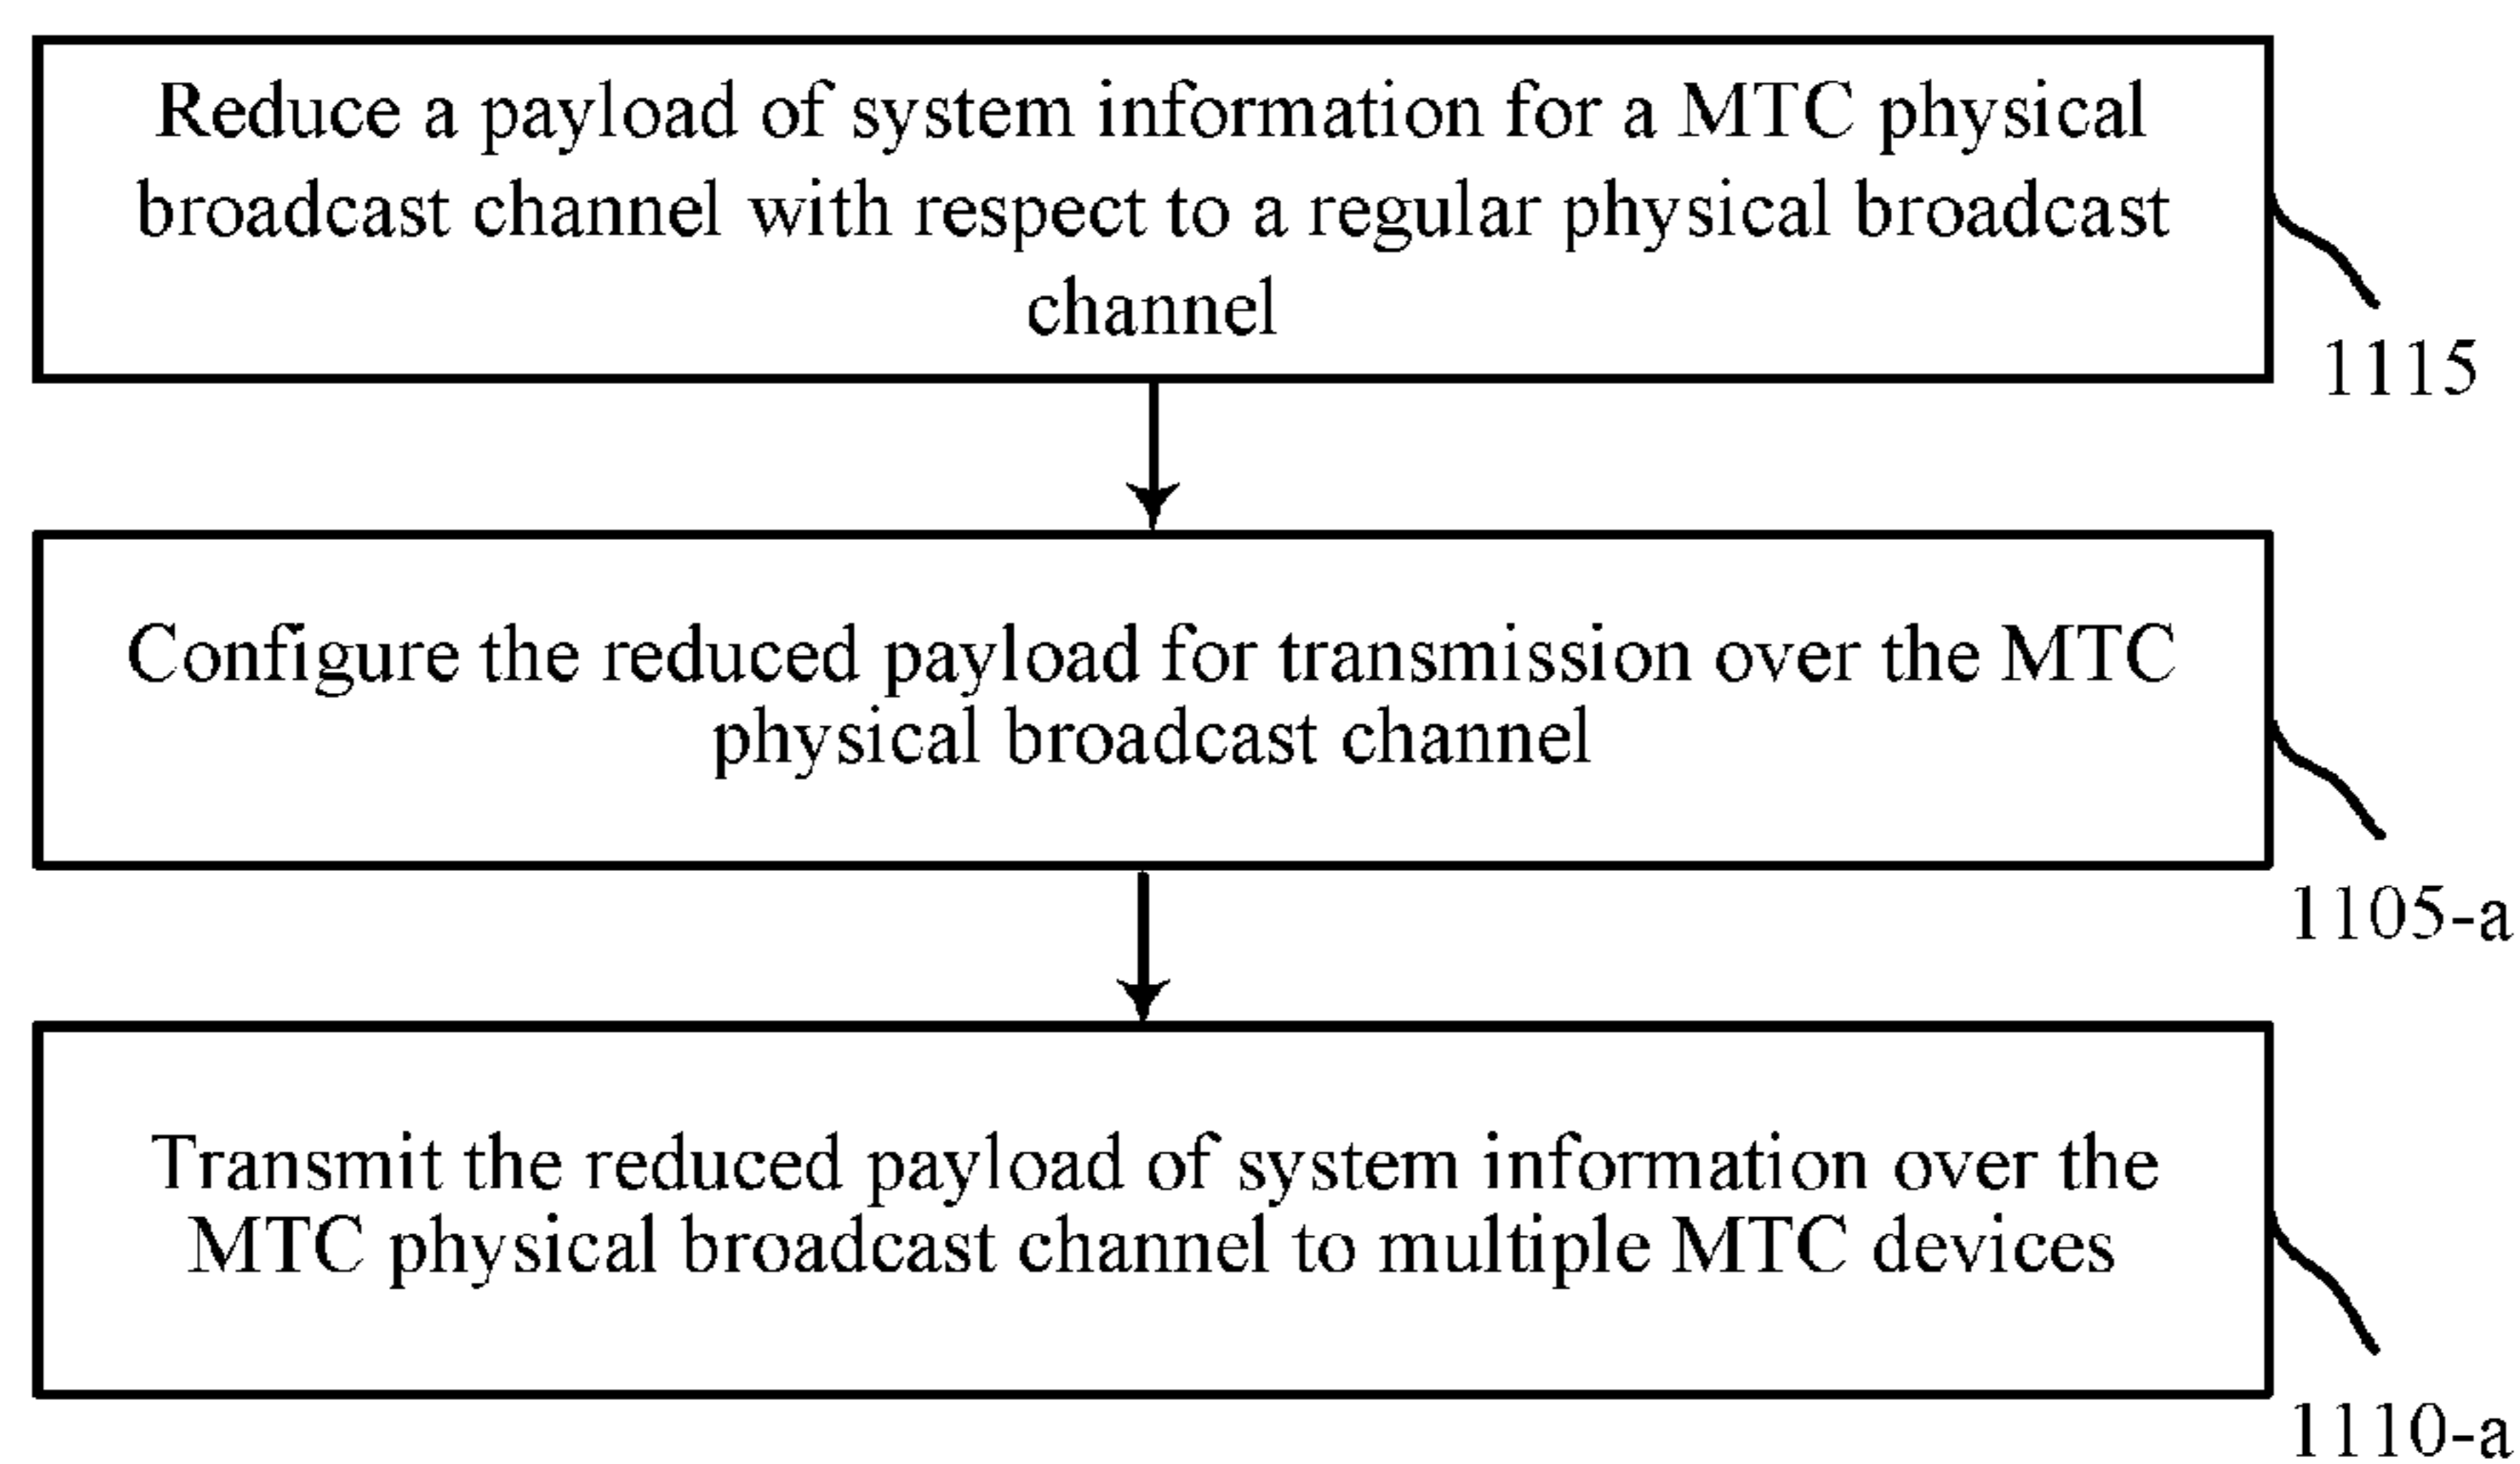 Reduce a payload of system information for a MTC physical
broadcast channel with respect to a regular physical broadcast
channel
1115
Configure the reduced payload for transmission over the MTC
physical broadcast channel
1105-a
Transmit the reduced payload of system information over the
MTC physical broadcast channel to multiple MTC devices
1110-a